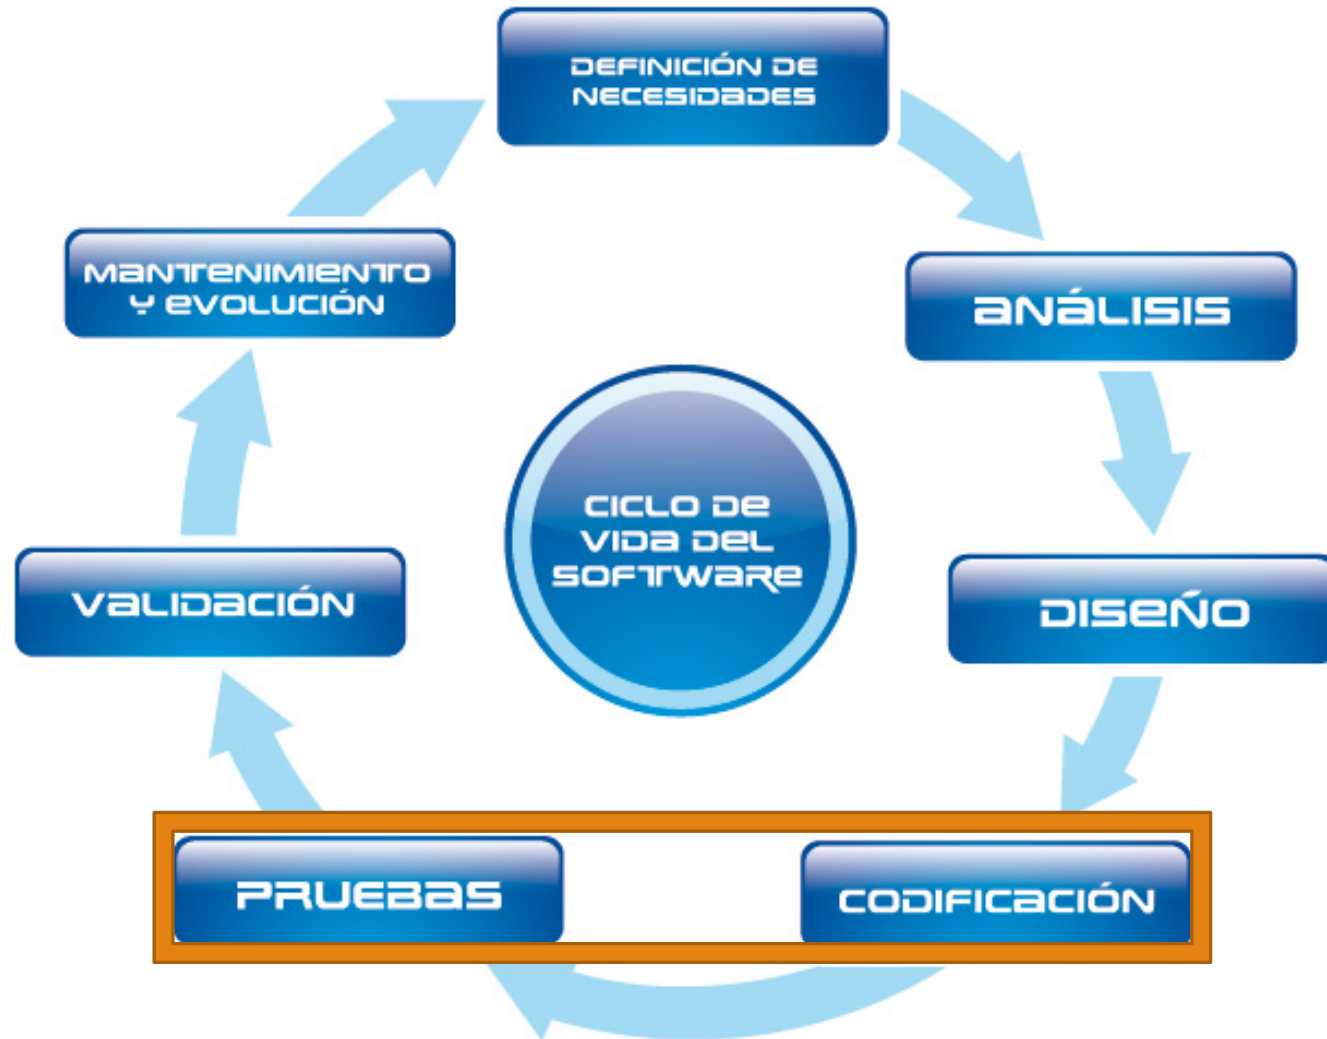 DEFINICIÓN DE
NECESIDADES
MANTENIMIENTO
Y EVOLUCIÓN
ANÁLISIS
CICLO DE
VIDA DEL
SOFTWARE
VALIDACIÓN
DISEÑO
PRUEBAS
CODIFICACIÓN